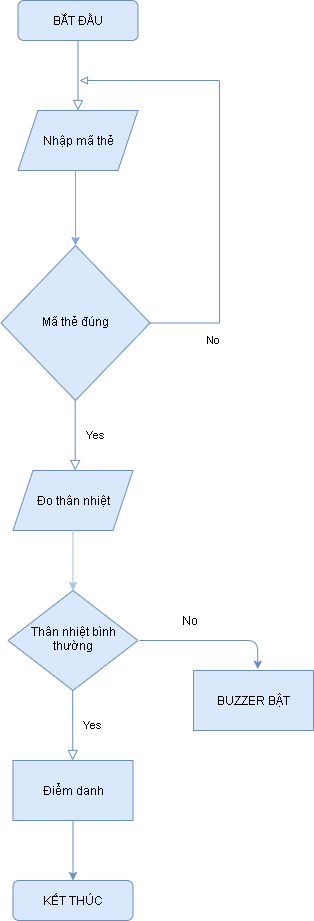 BẮT ĐẦU
Nhập mã thẻ
Mã thẻ đúng
No
Yes
Đo thân nhiệt
Thân nhiệt bình
thường
No
BUZZER BẬT
Yes
Điểm danh
KẾT THÚC